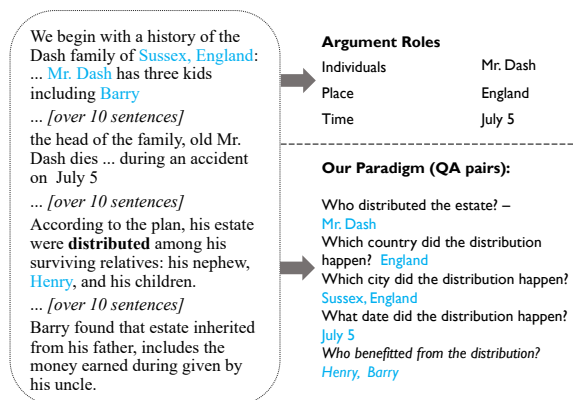 We begin with a history of the
Dash family of Sussex, England:
... Mr. Dash has three kids
including Barry
... [over 10 sentences]
the head of the family, old Mr.
Dash dies ... during an accident
on July 5
... [over 10 sentences]
According to the plan, his estate
were distributed among his
surviving relatives: his nephew,
Henry, and his children.
... [over 10 sentences]
Barry found that estate inherited
from his father, includes the
money earned during given by
his uncle.
Argument Roles
Individuals Mr. Dash
Place England
Time July 5
Our Paradigm (QA pairs):
Who distributed the estate? –
Mr. Dash
Which country did the distribution
happen? England
Which city did the distribution happen?
Sussex, England
What date did the distribution happen?
July 5
Who benefitted from the distribution?
Henry, Barry